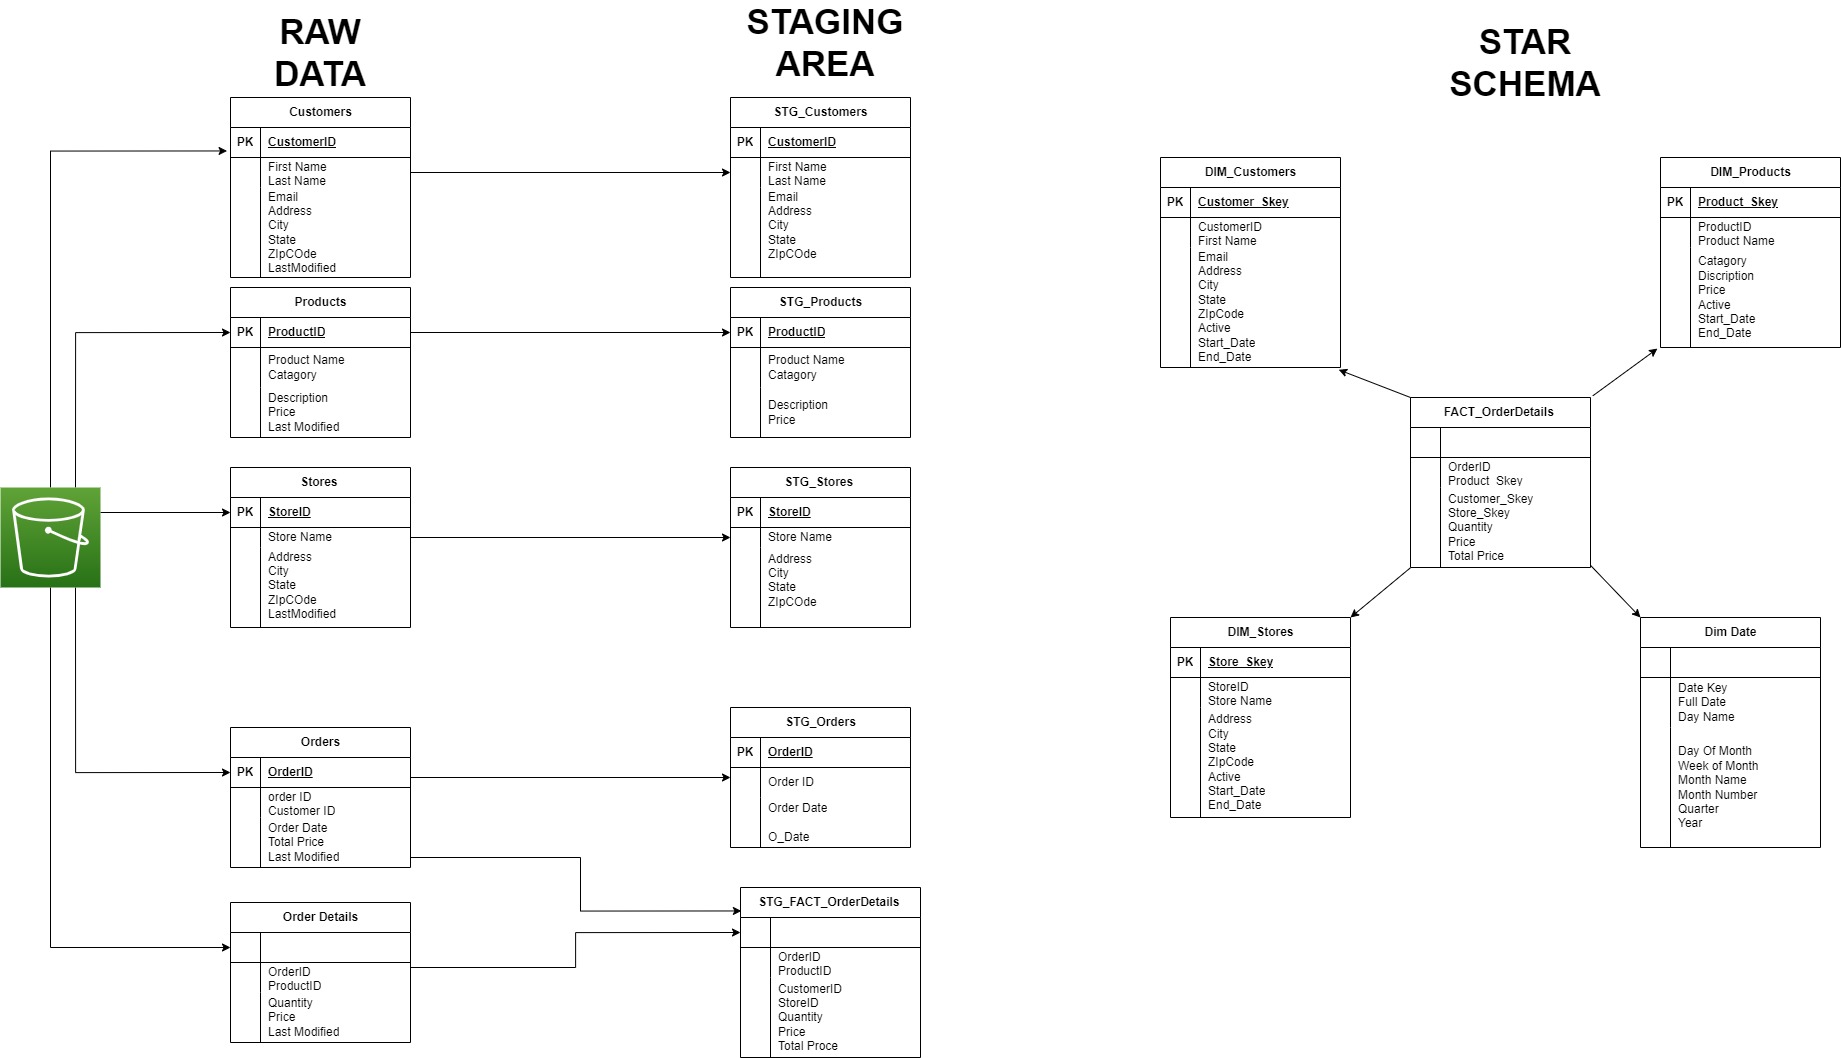 RAW
DATA
STAGING
AREA
STAR
SCHEMA
Customers
PK CustomerID
First Name
Last Name
Email
Address
City
State
ZIpCOde
LastModified
Products
PK ProductID
Product Name
Catagory
Description
Price
Last Modified
Stores
PK StoreID
Store Name
Address
City
State
ZIpCOde
LastModified
Orders
PK OrderID
order ID
Customer ID
Order Date
Total Price
Last Modified
Order Details
OrderID
ProductID
Quantity
Price
Last Modified
STG_Customers
PK CustomerID
First Name
Last Name
Email
Address
City
State
ZIpCOde
STG_Products
PK ProductID
Product Name
Catagory
Description
Price
STG_Stores
PK StoreID
Store Name
Address
City
State
ZIpCOde
STG_Orders
PK OrderID
Order ID
Order Date
O_Date
STG_FACT_OrderDetails
OrderID
ProductID
CustomerID
StoreID
Quantity
Price
Total Proce
DIM_Customers
PK Customer_Skey
CustomerID
First Name
Email
Address
City
State
ZIpCode
Active
Start_Date
End_Date
DIM_Products
PK Product_Skey
ProductID
Product Name
Catagory
Discription
Price
Active
Start_Date
End_Date
FACT_OrderDetails
OrderID
Product_Skey
Customer_Skey
Store_Skey
Quantity
Price
Total Price
DIM_Stores
PK Store_Skey
StoreID
Store Name
Address
City
State
ZIpCode
Active
Start_Date
End_Date
Dim Date
Date Key
Full Date
Day Name
Day Of Month
Week of Month
Month Name
Month Number
Quarter
Year